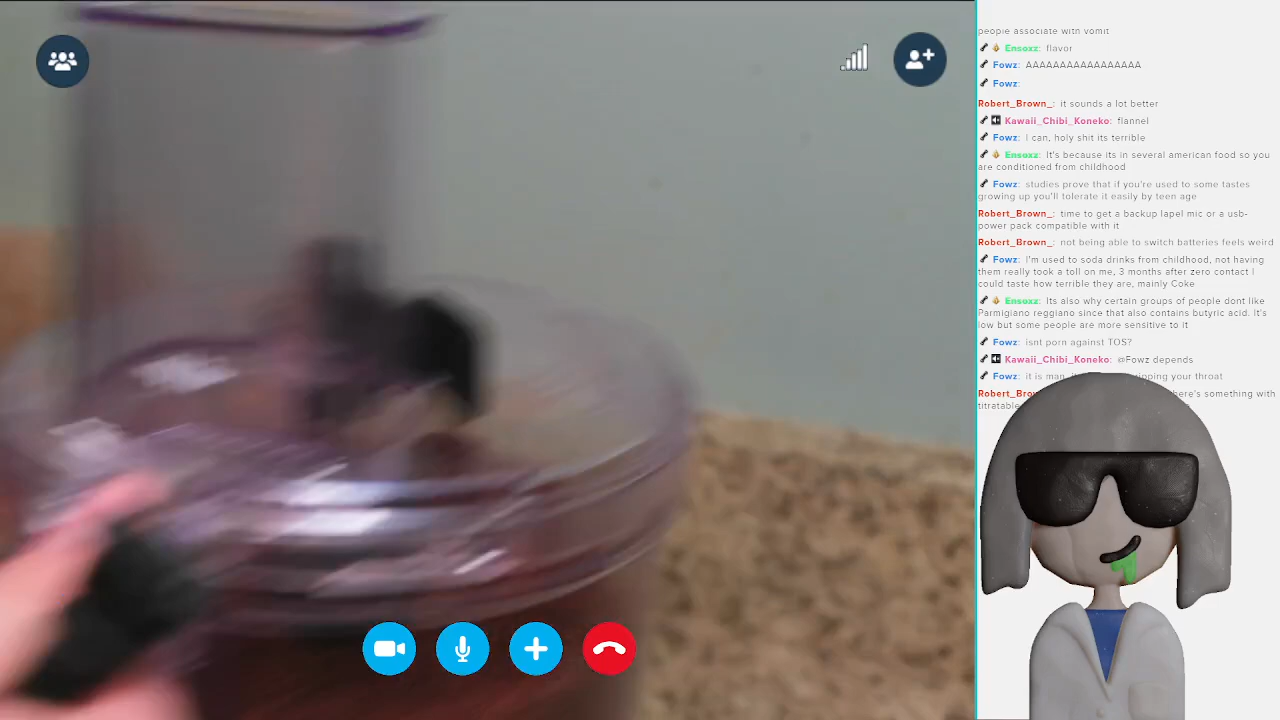 people associate with vomit
Ensoxz: flavor
Fowz: AAAAAAAAAAAAAAAAA
Fowz:
Robert_Brown_: it sounds a lot better
Kawaii_Chibi_Koneko: flannel
Fowz: I can, holy shit its terrible
Ensoxz: It's because its in several american food so you
are conditioned from childhood
Fowz: studies prove that if you're used to some tastes
growing up you'll tolerate it easily by teen age
Robert_Brown_: time to get a backup lapel mic or a usb-
power pack compatible with it
Robert_Brown_: not being able to switch batteries feels weird
Fowz: I'm used to soda drinks from childhood, not having
them really took a toll on me, 3 months after zero contact I
could taste how terrible they are, mainly Coke
Ensoxz: Its also why certain groups of people dont like
Parmigiano reggiano since that also contains butyric acid. It's
low but some people are more sensitive to it
Fowz: isnt porn against TOS?
Kawaii_Chibi_Koneko: @Fowz depends
Fowz: it is man, your throat
there's something with
titratable